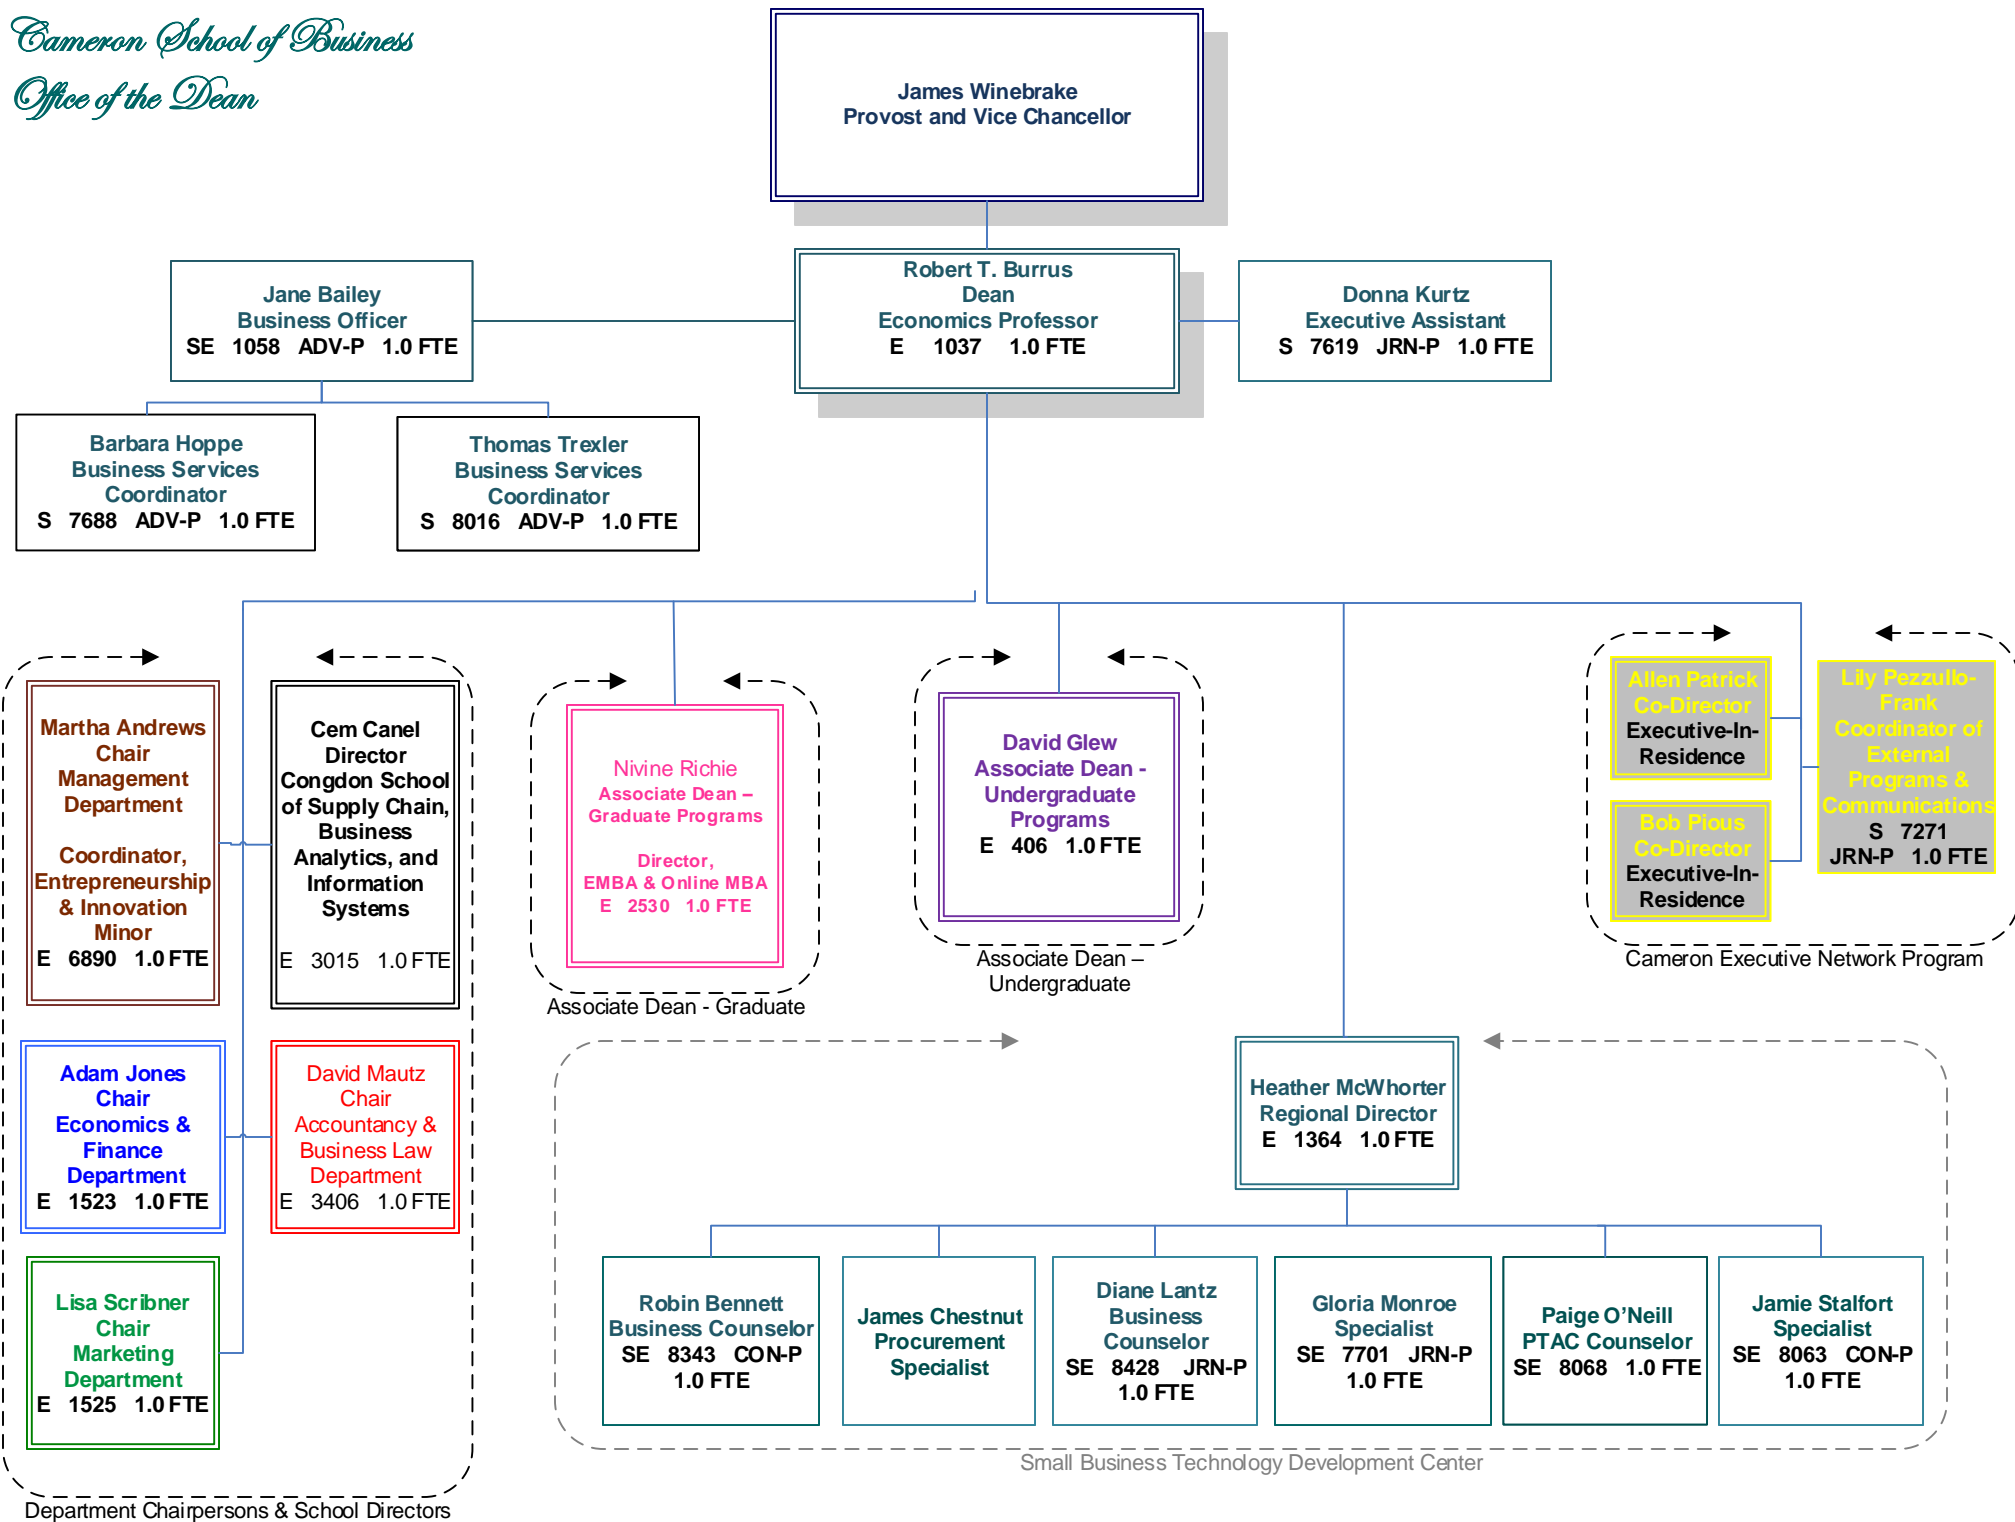 Cameron School of Business
Office of the Dean
James Winebrake
Provost and Vice Chancellor
Robert T. Burrus
Dean
Economics Professor
E 1037 1.0 FTE
Jane Bailey
Business Officer
SE 1058 ADV-P 1.0 FTE
Donna Kurtz
Executive Assistant
S 7619 JRN-P 1.0 FTE
Barbara Hoppe
Business Services
Coordinator
S 7688 ADV-P 1.0 FTE
Thomas Trexler
Business Services
Coordinator
S 8016 ADV-P 1.0 FTE
Martha Andrews
Chair
Management
Department
Coordinator,
Entrepreneurship
& Innovation
Minor
E 6890 1.0 FTE
Cem Canel
Director
Congdon School
of Supply Chain,
Business
Analytics, and
Information
Systems
E 3015 1.0 FTE
Adam Jones
Chair
Economics &
Finance
Department
E 1523 1.0 FTE
David Mautz
Chair
Accountancy &
Business Law
Department
E 3406 1.0 FTE
Lisa Scribner
Chair
Marketing
Department
E 1525 1.0 FTE
Department Chairpersons & School Directors
Nivine Richie
Associate Dean –
Graduate Programs
Director,
EMBA & Online MBA
E 2530 1.0 FTE
Associate Dean - Graduate
David Glew
Associate Dean -
Undergraduate
Programs
E 406 1.0 FTE
Associate Dean –
Undergraduate
Allen Patrick
Co-Director
Executive-In-
Residence
Bob Pious
Co-Director
Executive-In-
Residence
Lily Pezzullo-
Frank
Coordinator of
External
Programs &
Communications
S 7271
JRN-P 1.0 FTE
Cameron Executive Network Program
Heather McWhorter
Regional Director
E 1364 1.0 FTE
Robin Bennett
Business Counselor
SE 8343 CON-P
1.0 FTE
James Chestnut
Procurement
Specialist
Diane Lantz
Business
Counselor
SE 8428 JRN-P
1.0 FTE
Gloria Monroe
Specialist
SE 7701 JRN-P
1.0 FTE
Paige O’Neill
PTAC Counselor
SE 8068 1.0 FTE
Jamie Stalfort
Specialist
SE 8063 CON-P
1.0 FTE
Small Business Technology Development Center